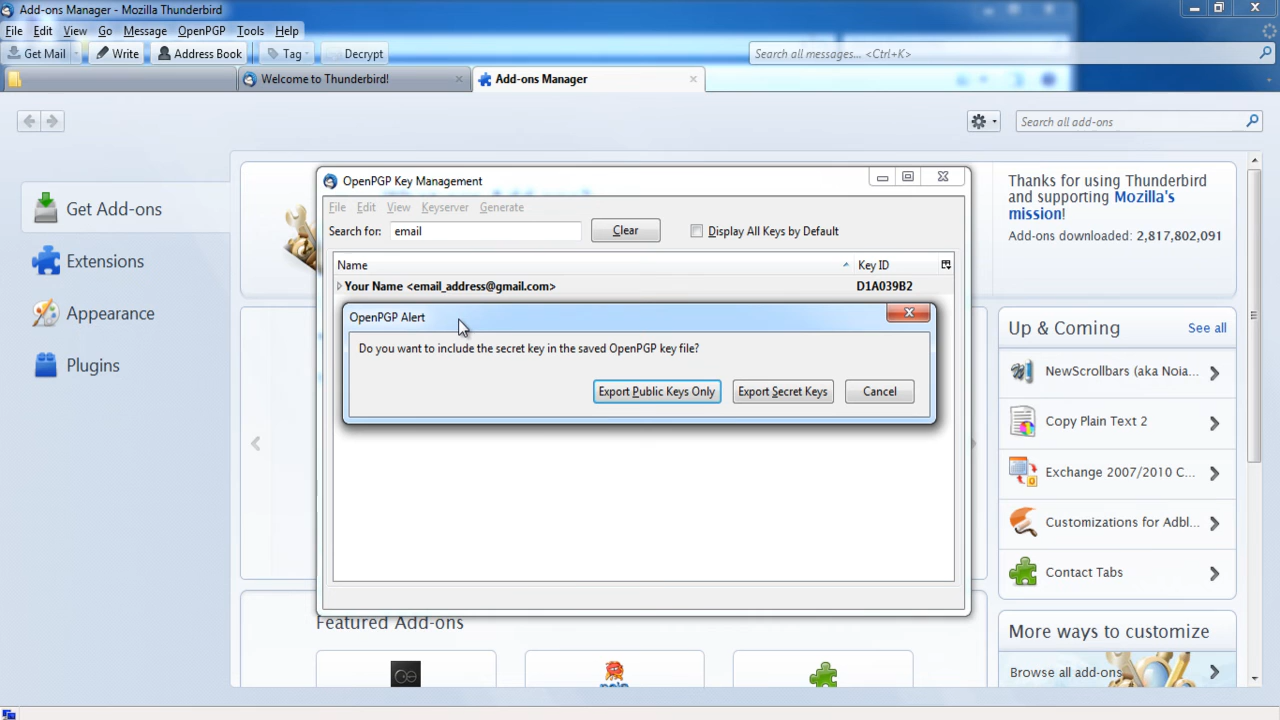 Add-ons Manager - Mozilla Thunderbird
File Edit View Go Message OpenPGP Tools Help
Get Mail Write Address Book Tag Decrypt Search all messages... <Ctrl+K>
Welcome to Thunderbird! Add-ons Manager
Search all add-ons
Get Add-ons
Extensions
Appearance
Plugins
OpenPGP Key Management
File Edit View Keyserver Generate
Search for: email Clear Display All Keys by Default
Name Key ID
Your Name <email_address@gmail.com> D1A039B2
OpenPGP Alert
Do you want to include the secret key in the saved OpenPGP key file?
Export Public Keys Only Export Secret Keys Cancel
Thanks for using Thunderbird
and supporting Mozilla's
mission!
Add-ons downloaded: 2,817,802,091
Up & Coming See all
NewScrollbars (aka Noia...
Copy Plain Text 2
Exchange 2007/2010 C...
Customizations for Adbl...
Contact Tabs
Featured Add-ons
More ways to customize
Browse all add-ons